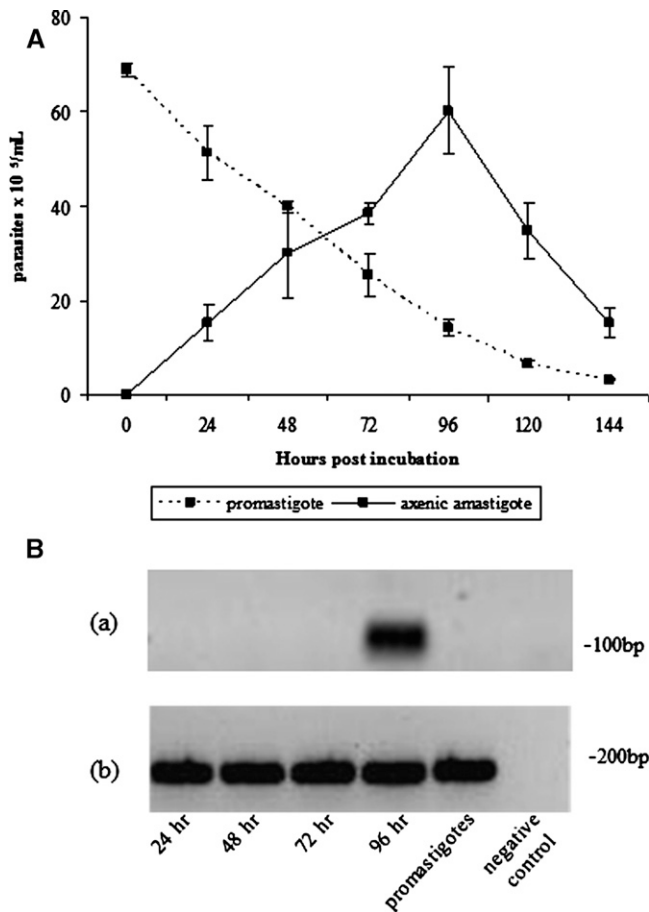 A
80
60
40
20
0
parasites x 10 ⁵/mL
0 24 48 72 96 120 144
Hours post incubation
promastigote axenic amastigote
B
(a)
-100bp
(b)
-200bp
24 hr 48 hr 72 hr 96 hr promastigotes negative control